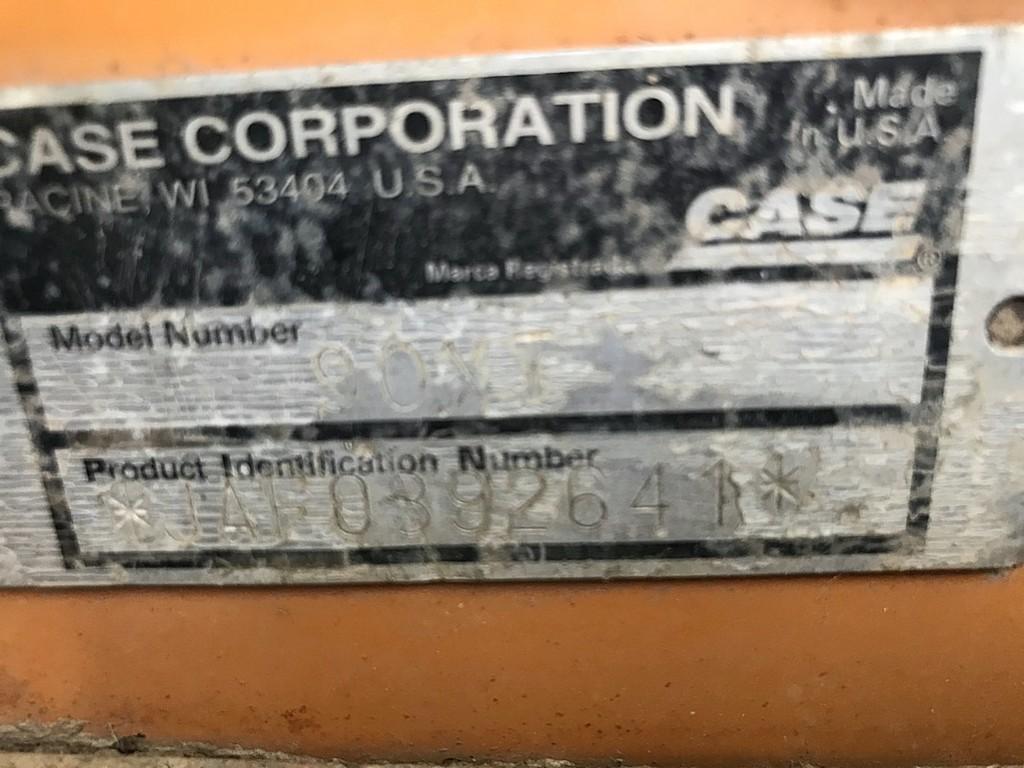 CASE CORPORATION
RACINE, WI 53404 U.S.A.
Made
In U.S.A
CASE
®
Marca Registrada
Model Number
90XT
Product Identification Number
*JAF0392641*